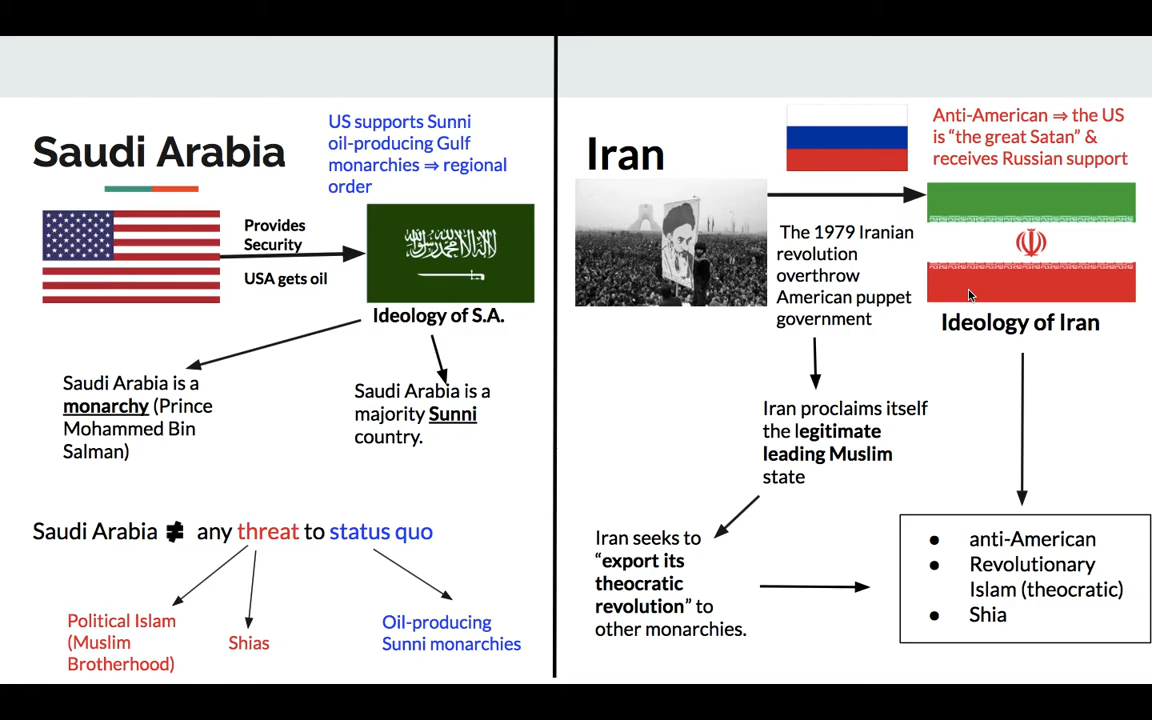 Saudi Arabia
US supports Sunni
oil-producing Gulf
monarchies ⇒ regional
order
Provides
Security
USA gets oil
Ideology of S.A.
Saudi Arabia is a
monarchy (Prince
Mohammed Bin
Salman)
Saudi Arabia is a
majority Sunni
country.
Saudi Arabia ≠ any threat to status quo
Political Islam
(Muslim
Brotherhood)
Shias
Oil-producing
Sunni monarchies
Iran
Anti-American ⇒ the US
is “the great Satan” &
receives Russian support
The 1979 Iranian
revolution
overthrow
American puppet
government
Ideology of Iran
Iran proclaims itself
the legitimate
leading Muslim
state
Iran seeks to
“export its
theocratic
revolution” to
other monarchies.
● anti-American
● Revolutionary
Islam (theocratic)
● Shia